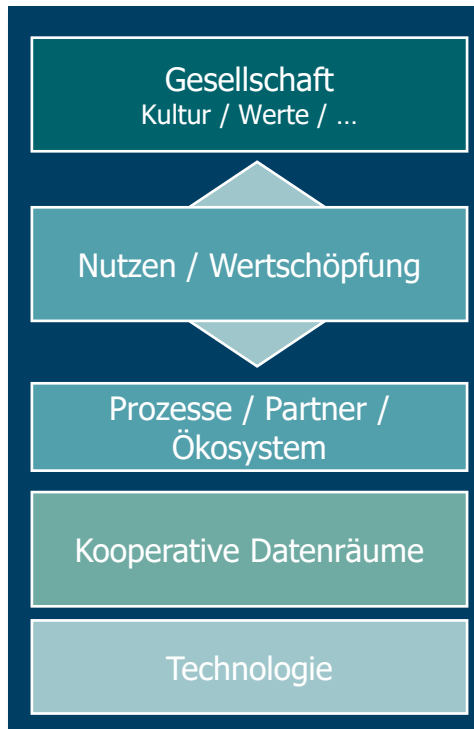 Gesellschaft
Kultur / Werte / …
Nutzen / Wertschöpfung
Prozesse / Partner /
Ökosystem
Kooperative Datenräume
Technologie